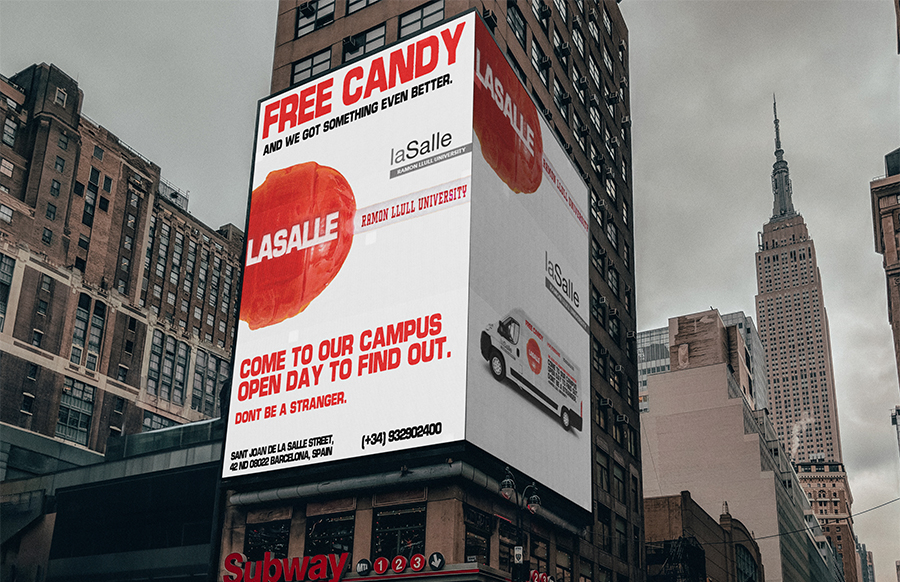 FREE CANDY
AND WE GOT SOMETHING EVEN BETTER.
laSalle
RAMON LLULL UNIVERSITY
LASALLE
RAMON LLULL UNIVERSITY
COME TO OUR CAMPUS
OPEN DAY TO FIND OUT.
DONT BE A STRANGER.
SANT JOAN DE LA SALLE STREET,
42 NO 08022 BARCELONA, SPAIN
(+34) 932902400
LASALLE
RAMON LLULL UNIVERSITY
laSalle
Subway
1 2 3